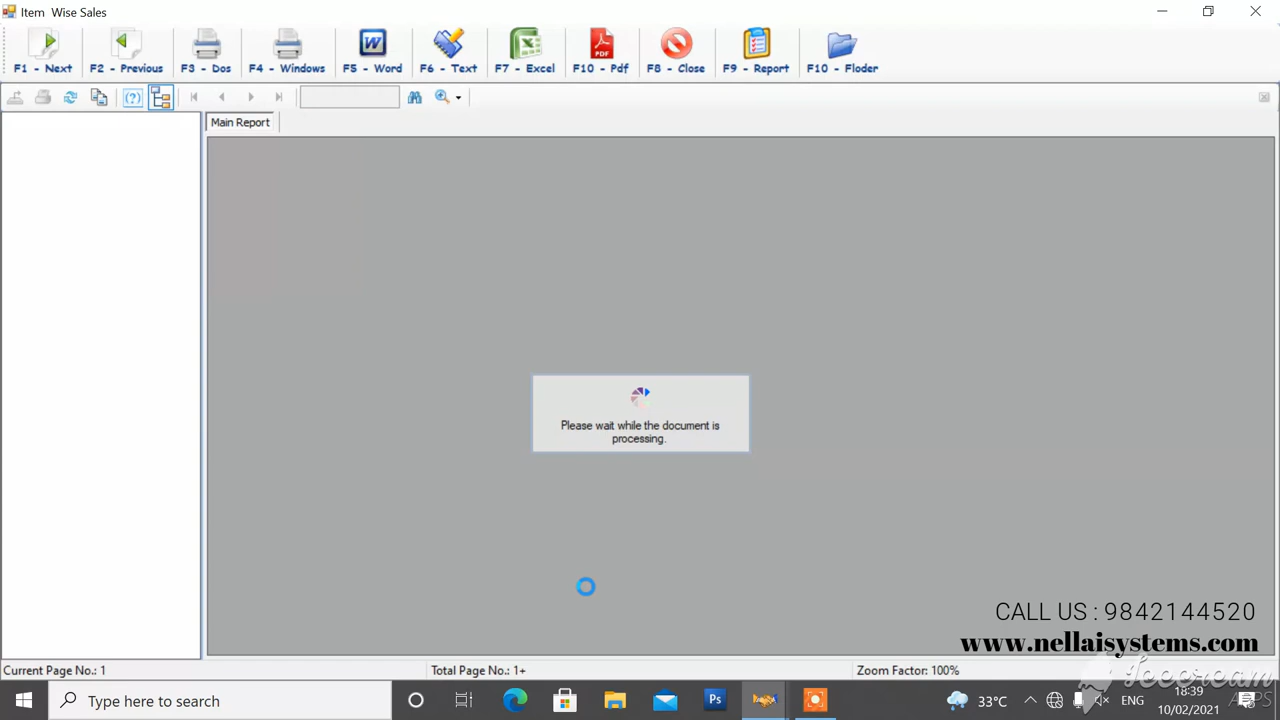 Item Wise Sales
F1 - Next
F2 - Previous
F3 - Dos
F4 - Windows
F5 - Word
F6 - Text
F7 - Excel
F10 - Pdf
F8 - Close
F9 - Report
F10 - Floder
Main Report
Please wait while the document is
processing.
CALL US : 9842144520
www.nellaisystems.com
Current Page No.: 1
Total Page No.: 1+
Zoom Factor: 100%
Type here to search
Ps
33°C
ENG
18:39
10/02/2021
Icecream
APPS